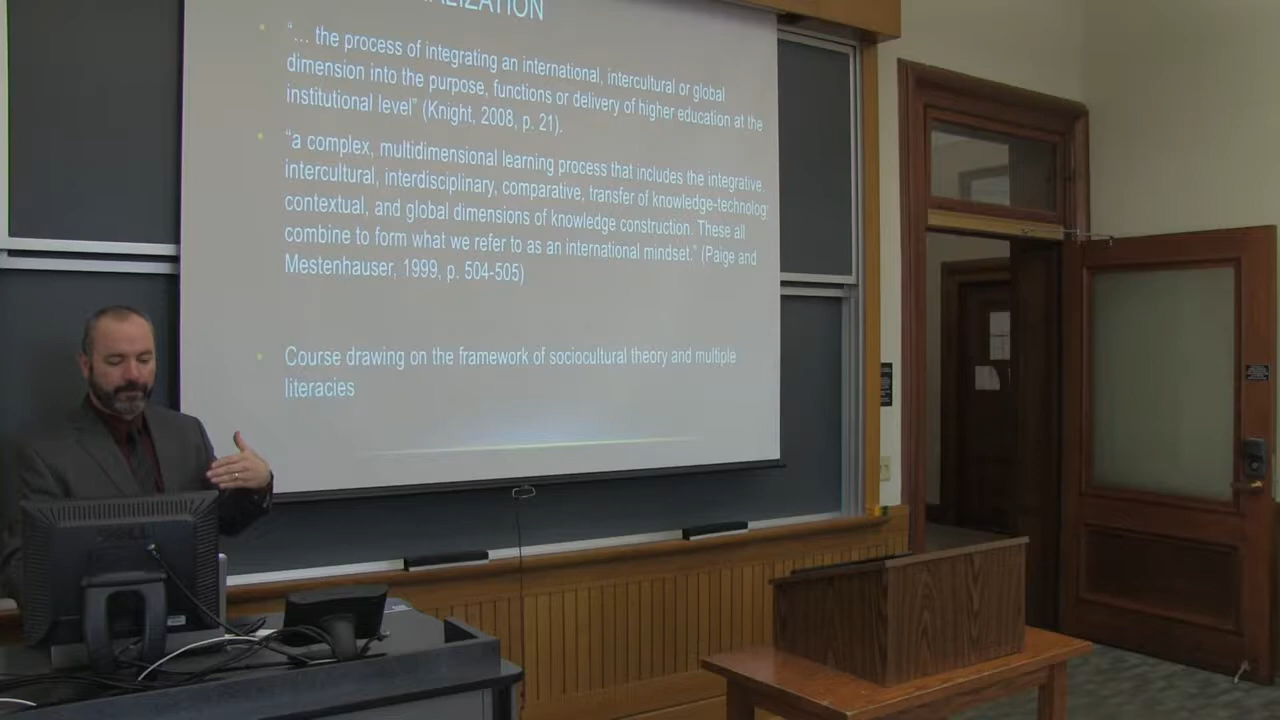 ALIZATION
“… the process of integrating an international, intercultural or global
dimension into the purpose, functions or delivery of higher education at the
institutional level” (Knight, 2008, p. 21).
“a complex, multidimensional learning process that includes the integrative,
intercultural, interdisciplinary, comparative, transfer of knowledge-technolog
contextual, and global dimensions of knowledge construction. These all
combine to form what we refer to as an international mindset.” (Paige and
Mestenhauser, 1999, p. 504-505)
Course drawing on the framework of sociocultural theory and multiple
literacies
DELL